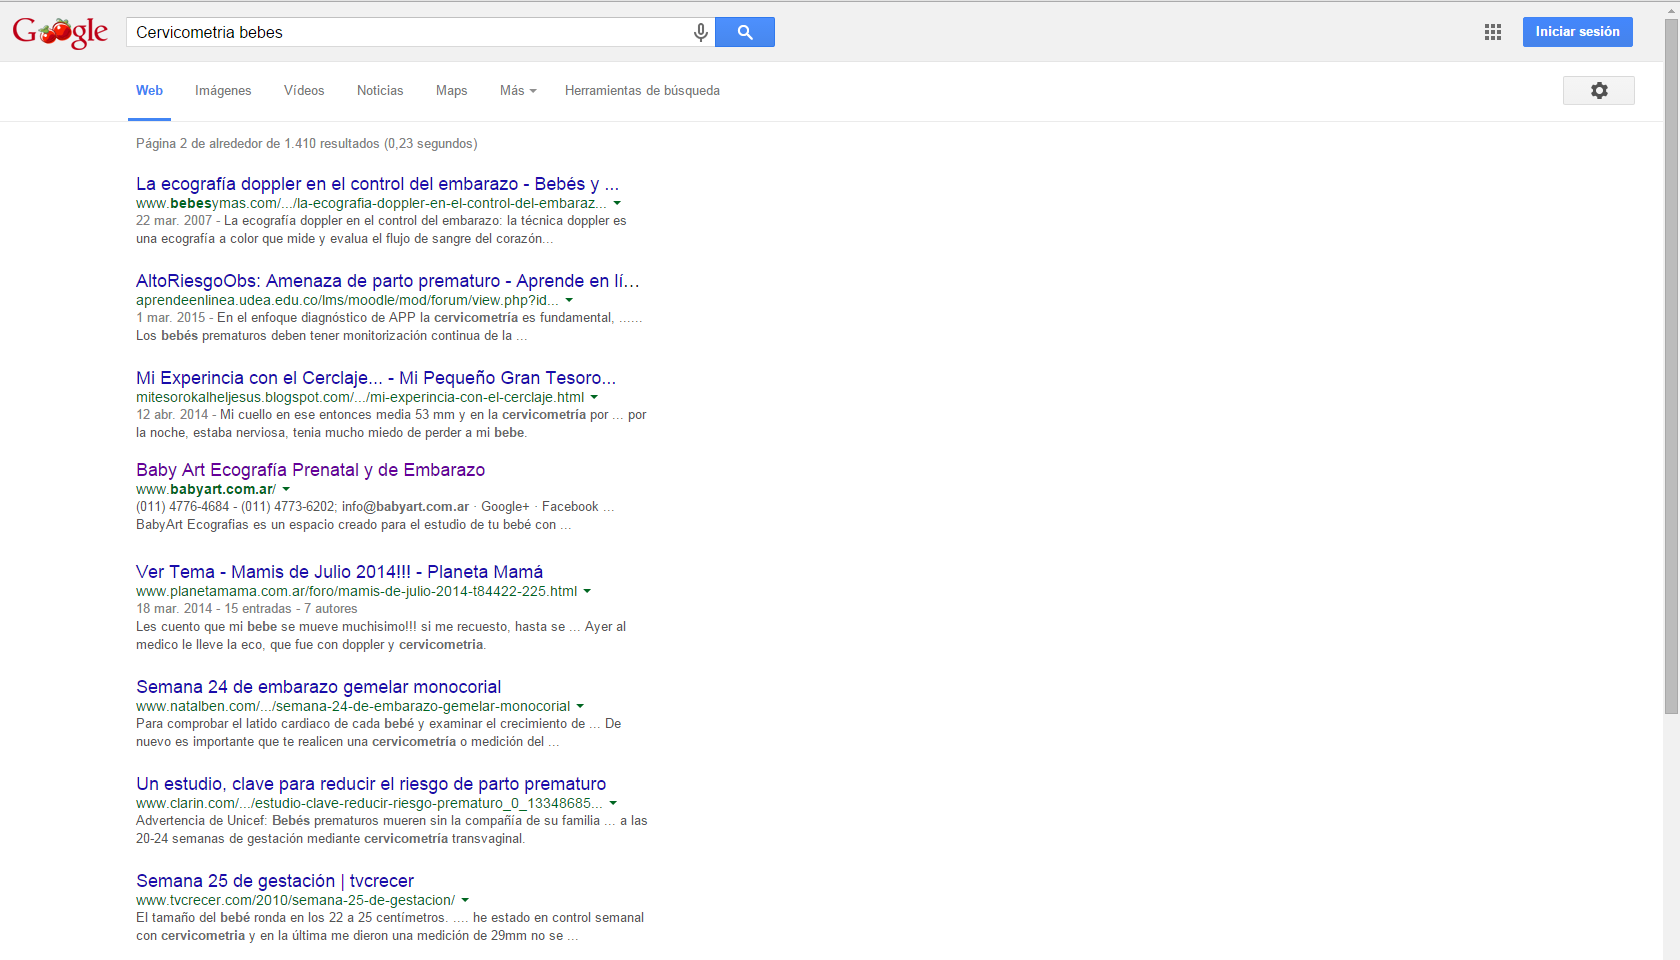 Google
Cervicometria bebes
Iniciar sesión
Web Imágenes Vídeos Noticias Maps Más Herramientas de búsqueda
Página 2 de alrededor de 1.410 resultados (0,23 segundos)
La ecografía doppler en el control del embarazo - Bebés y ...
www.bebesymas.com/.../la-ecografia-doppler-en-el-control-del-embaraz...
22 mar. 2007 - La ecografía doppler en el control del embarazo: la técnica doppler es
una ecografía a color que mide y evalua el flujo de sangre del corazón...
AltoRiesgoObs: Amenaza de parto prematuro - Aprende en lí...
aprendeenlinea.udea.edu.co/lms/moodle/mod/forum/view.php?id...
1 mar. 2015 - En el enfoque diagnóstico de APP la cervicometría es fundamental, ......
Los bebés prematuros deben tener monitorización continua de la ...
Mi Experincia con el Cerclaje... - Mi Pequeño Gran Tesoro...
mitesorokalheljesus.blogspot.com/.../mi-experincia-con-el-cerclaje.html
12 abr. 2014 - Mi cuello en ese entonces media 53 mm y en la cervicometría por ... por
la noche, estaba nerviosa, tenia mucho miedo de perder a mi bebe.
Baby Art Ecografía Prenatal y de Embarazo
www.babyart.com.ar/
(011) 4776-4684 - (011) 4773-6202; info@babyart.com.ar · Google+ · Facebook ...
BabyArt Ecografias es un espacio creado para el estudio de tu bebé con ...
Ver Tema - Mamis de Julio 2014!!! - Planeta Mamá
www.planetamama.com.ar/foro/mamis-de-julio-2014-t84422-225.html
18 mar. 2014 - 15 entradas - 7 autores
Les cuento que mi bebe se mueve muchisimo!!! si me recuesto, hasta se ... Ayer al
medico le lleve la eco, que fue con doppler y cervicometria.
Semana 24 de embarazo gemelar monocorial
www.natalben.com/.../semana-24-de-embarazo-gemelar-monocorial
Para comprobar el latido cardiaco de cada bebé y examinar el crecimiento de ... De
nuevo es importante que te realicen una cervicometría o medición del ...
Un estudio, clave para reducir el riesgo de parto prematuro
www.clarin.com/.../estudio-clave-reducir-riesgo-prematuro_0_13348685...
Advertencia de Unicef: Bebés prematuros mueren sin la compañía de su familia ... a las
20-24 semanas de gestación mediante cervicometría transvaginal.
Semana 25 de gestación | tvcrecer
www.tvcrecer.com/2010/semana-25-de-gestacion/
El tamaño del bebé ronda en los 22 a 25 centímetros. .... he estado en control semanal
con cervicometria y en la última me dieron una medición de 29mm no se ...